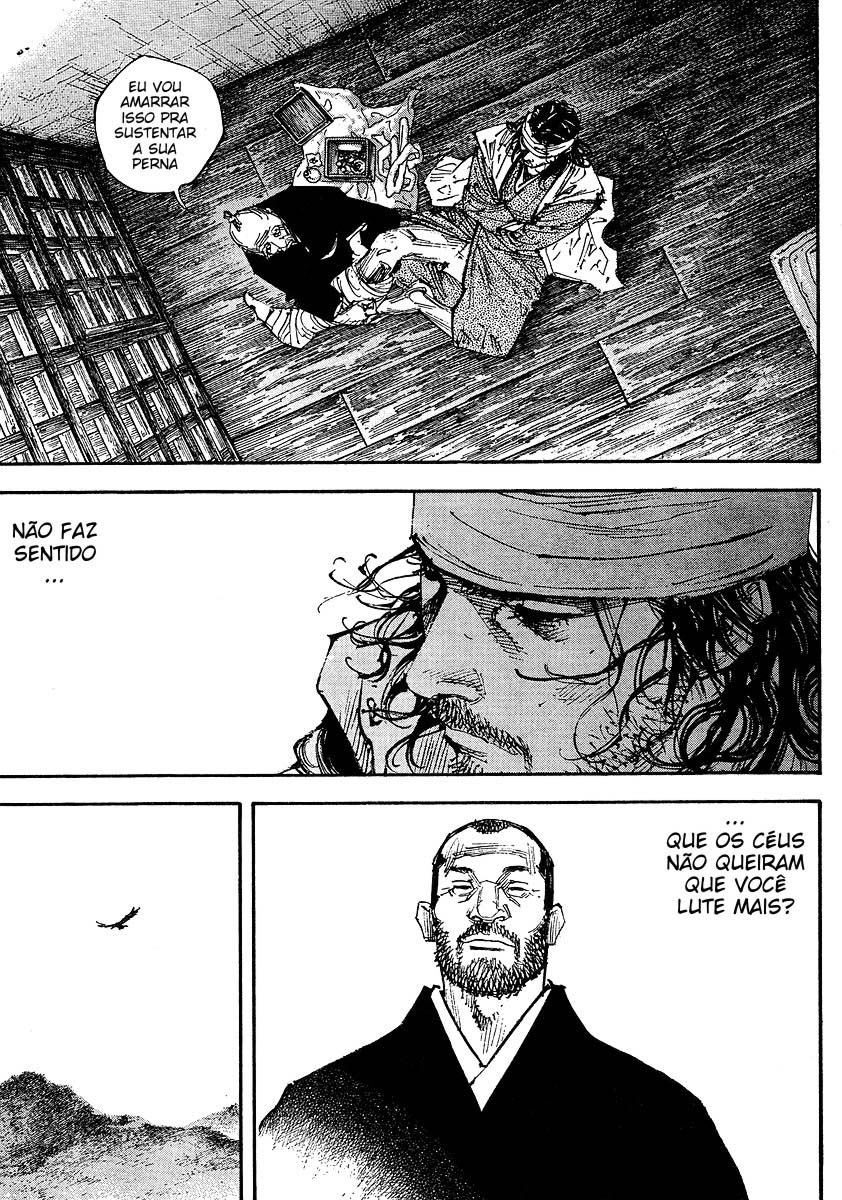 EU VOU
AMARRAR
ISSO PRA
SUSTENTAR
A SUA
PERNA
NÃO FAZ
SENTIDO
...
...
QUE OS CÉUS
NÃO QUEIRAM
QUE VOCÊ
LUTE MAIS?